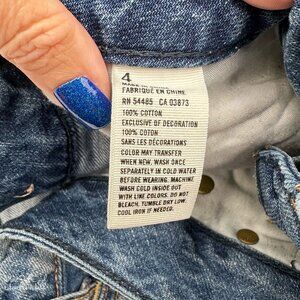 4
FABRIQUE EN CHINE
RN 54485 CA 03873
100% COTTON
EXCLUSIVE OF DECORATION
100% COTON
SANS LES DÉCORATIONS
COLOR MAY TRANSFER
WHEN NEW. WASH ONCE
SEPARATELY IN COLD WATER
BEFORE WEARING. MACHINE
WASH COLD INSIDE OUT
WITH LIKE COLORS. DO NOT
BLEACH. TUMBLE DRY LOW.
COOL IRON IF NEEDED.